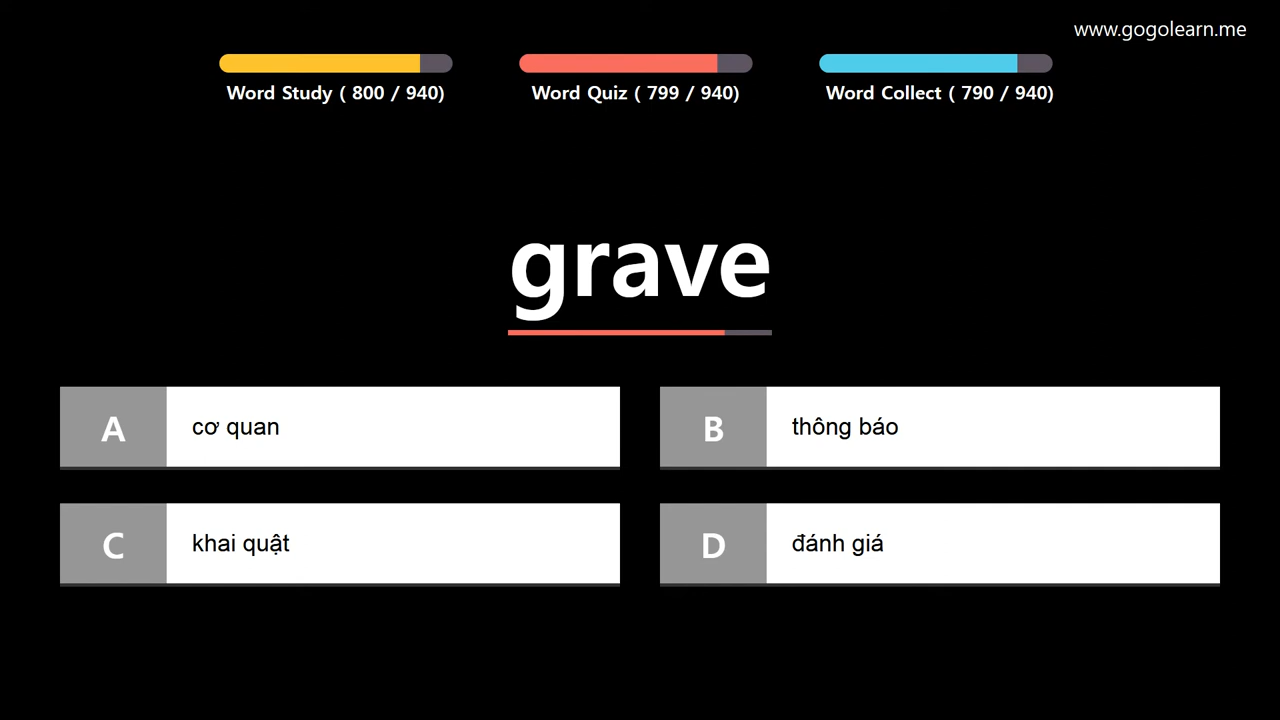 www.gogolearn.me
Word Study ( 800 / 940)
Word Quiz ( 799 / 940)
Word Collect ( 790 / 940)
grave
A
cơ quan
B
thông báo
C
khai quật
D
đánh giá